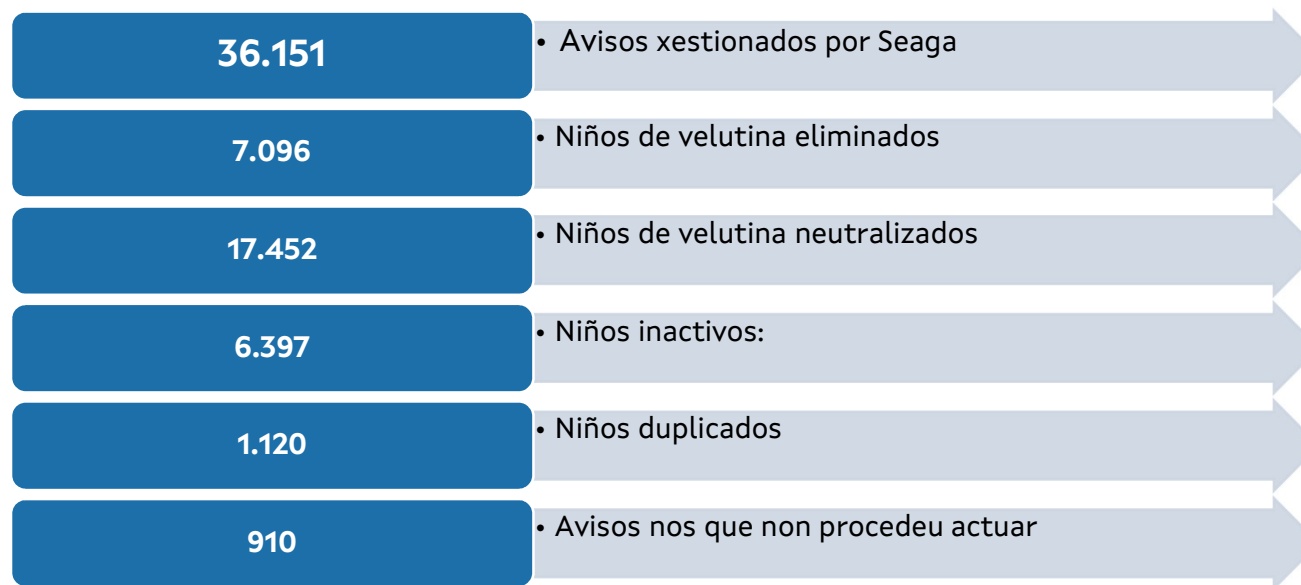 36.151
• Avisos xestionados por Seaga
7.096
• Niños de velutina eliminados
17.452
• Niños de velutina neutralizados
6.397
• Niños inactivos:
1.120
• Niños duplicados
910
• Avisos nos que non procedeu actuar